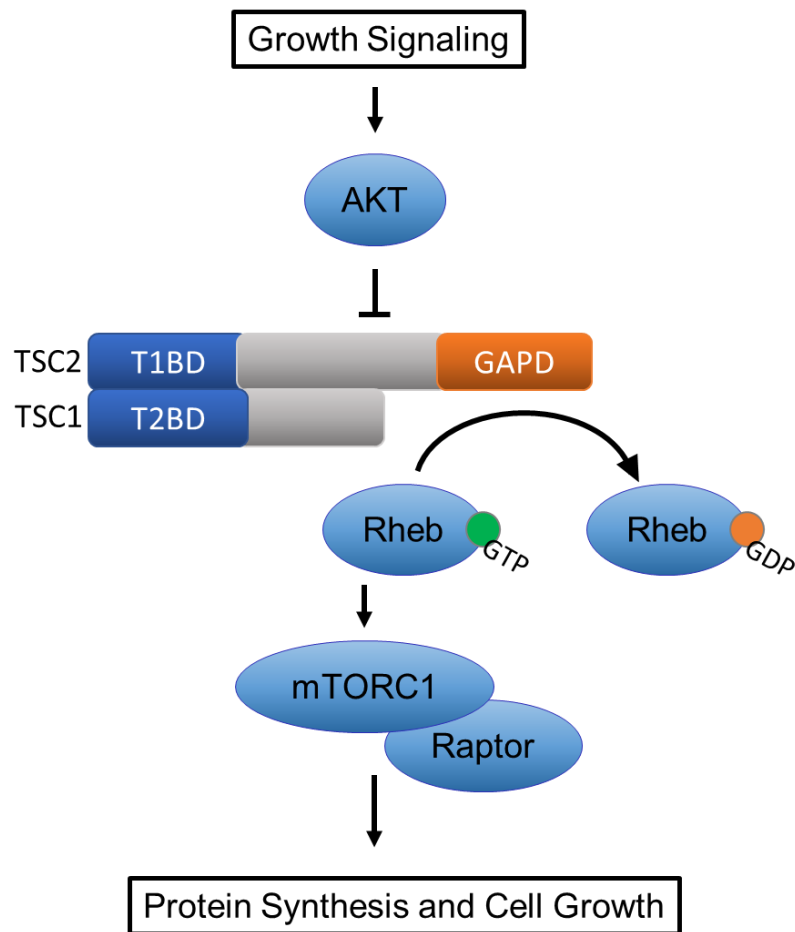 Growth Signaling
AKT
TSC2 T1BD GAPD
TSC1 T2BD
Rheb GTP
Rheb GDP
mTORC1
Raptor
Protein Synthesis and Cell Growth